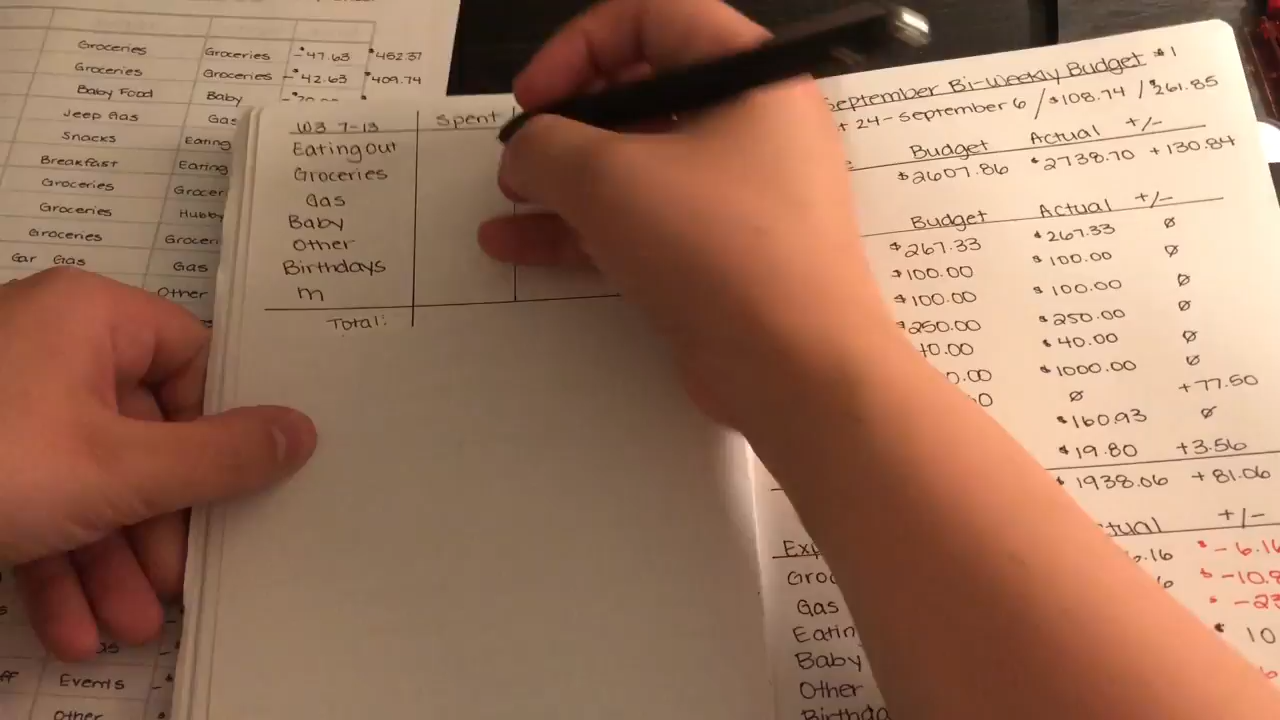 Groceries Groceries -$47.63 $452.37
Groceries Groceries -$42.63 $409.74
Baby Food Baby
Jeep Gas Gas
Snacks Eating
Breakfast Eating
Groceries Grocer
Groceries Hubby
Groceries Grocer
Car Gas Gas
Other
Events
Other
Spent
Eating out
Groceries
Gas
Baby
Other
Birthdays
m
Total:
September Bi-Weekly Budget #1
24-September 6 / $108.74 / $261.85
Budget Actual +/-
$2607.86 $2738.70 +130.84
Budget Actual +/-
$267.33 $267.33 ø
$100.00 $100.00 ø
$100.00 $100.00 ø
$250.00 $250.00 ø
40.00 $40.00 ø
$1000.00 ø
ø +77.50
$160.93 ø
$19.80 +3.56
$1938.06 +81.06
+/-
$-6.16
Gas
Baby
Other